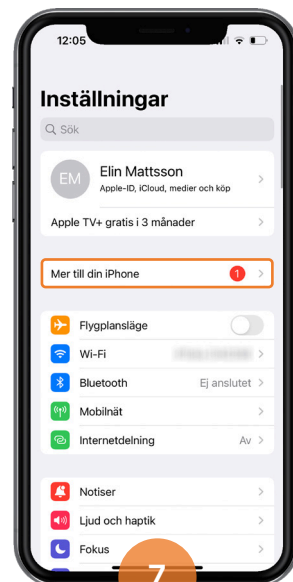 12:05
Inställningar
Sök
EM
Elin Mattsson
Apple-ID, iCloud, medier och köp
Apple TV+ gratis i 3 månader
Mer till din iPhone
1
Flygplansläge
Wi-Fi
Bluetooth Ej anslutet
Mobilnät
Internetdelning Av
Notiser
Ljud och haptik
Fokus
7